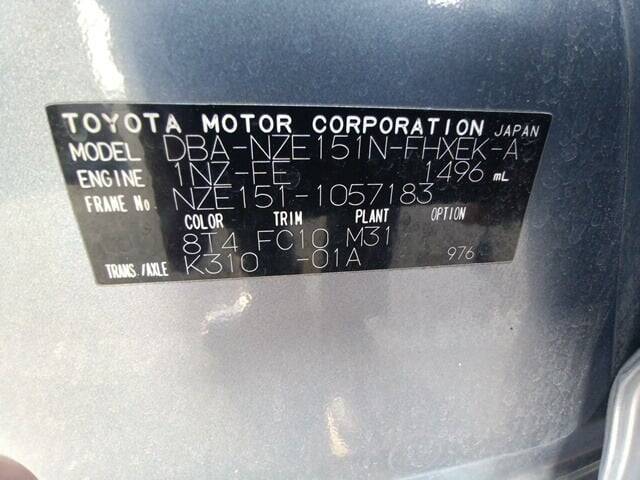 TOYOTA MOTOR CORPORATION JAPAN
MODEL DBA-NZE151N-FHXEK-A
ENGINE 1NZ-FE 1496 mL
FRAME No. NZE151-1057183
COLOR TRIM PLANT OPTION
8T4 FC10 M31
TRANS./AXLE K310 -01A 976